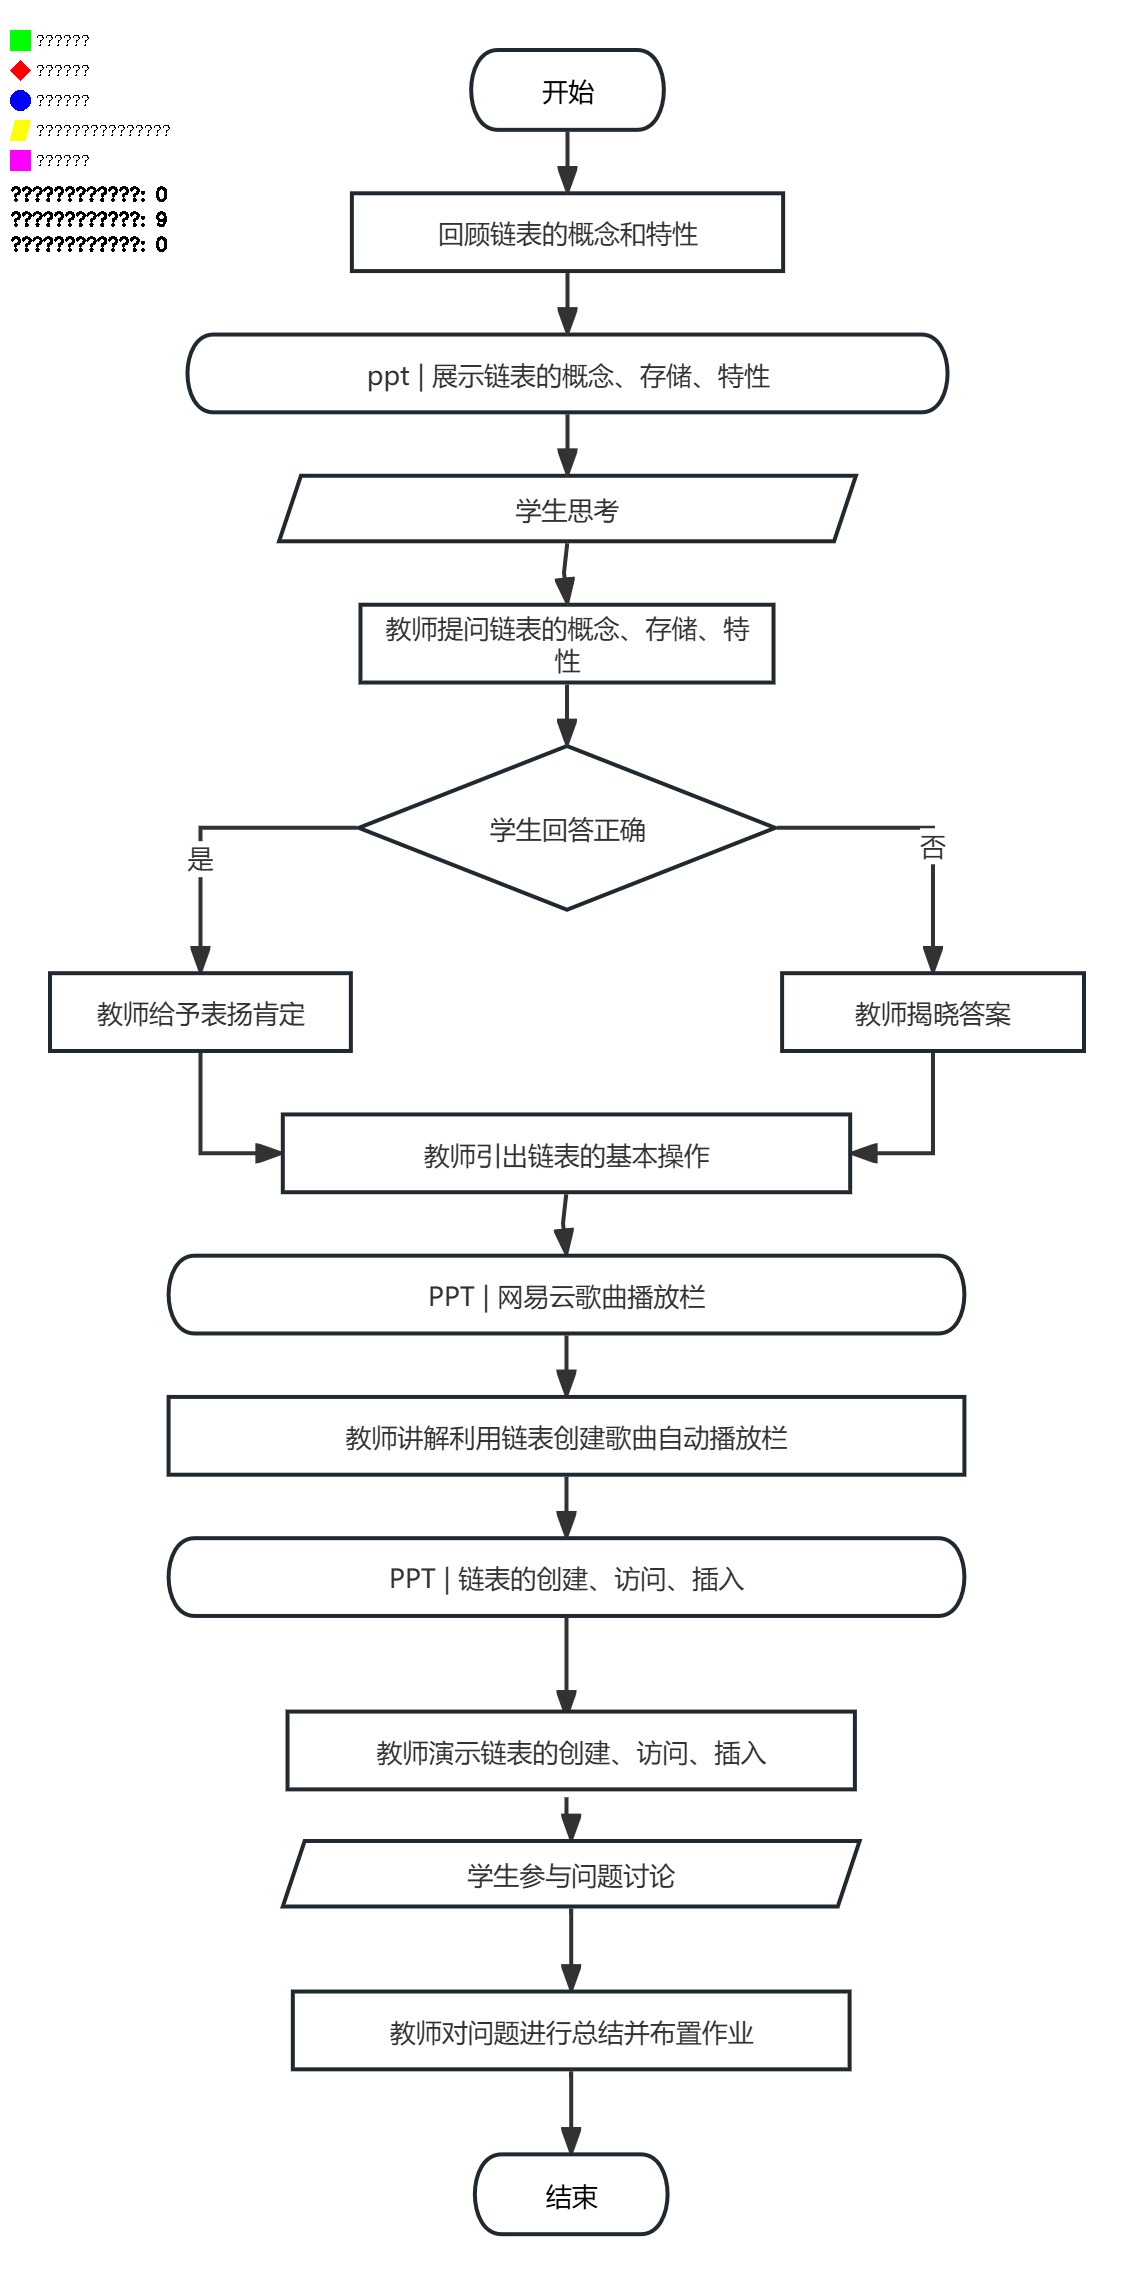 ??????
??????
??????
???????????????
??????
????????????: 0
????????????: 9
????????????: 0
开始
回顾链表的概念和特性
ppt | 展示链表的概念、存储、特性
学生思考
教师提问链表的概念、存储、特
性
学生回答正确
是
否
教师给予表扬肯定
教师揭晓答案
教师引出链表的基本操作
PPT | 网易云歌曲播放栏
教师讲解利用链表创建歌曲自动播放栏
PPT | 链表的创建、访问、插入
教师演示链表的创建、访问、插入
学生参与问题讨论
教师对问题进行总结并布置作业
结束